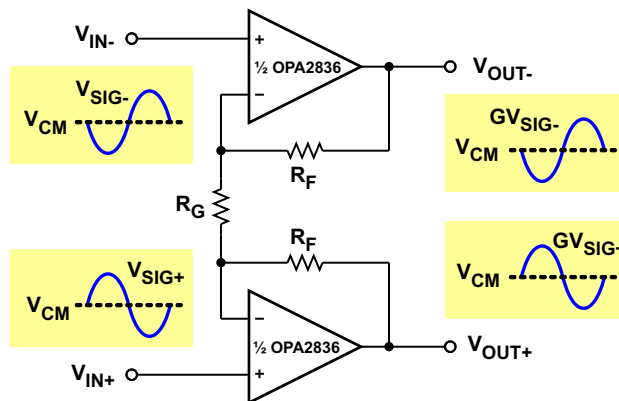 VIN-
+
½ OPA2836
−
VOUT-
VSIG-
VCM
GVSIG-
VCM
RF
RG
RF
VSIG+
VCM
GVSIG
VCM
−
½ OPA2836
+
VIN+
VOUT+